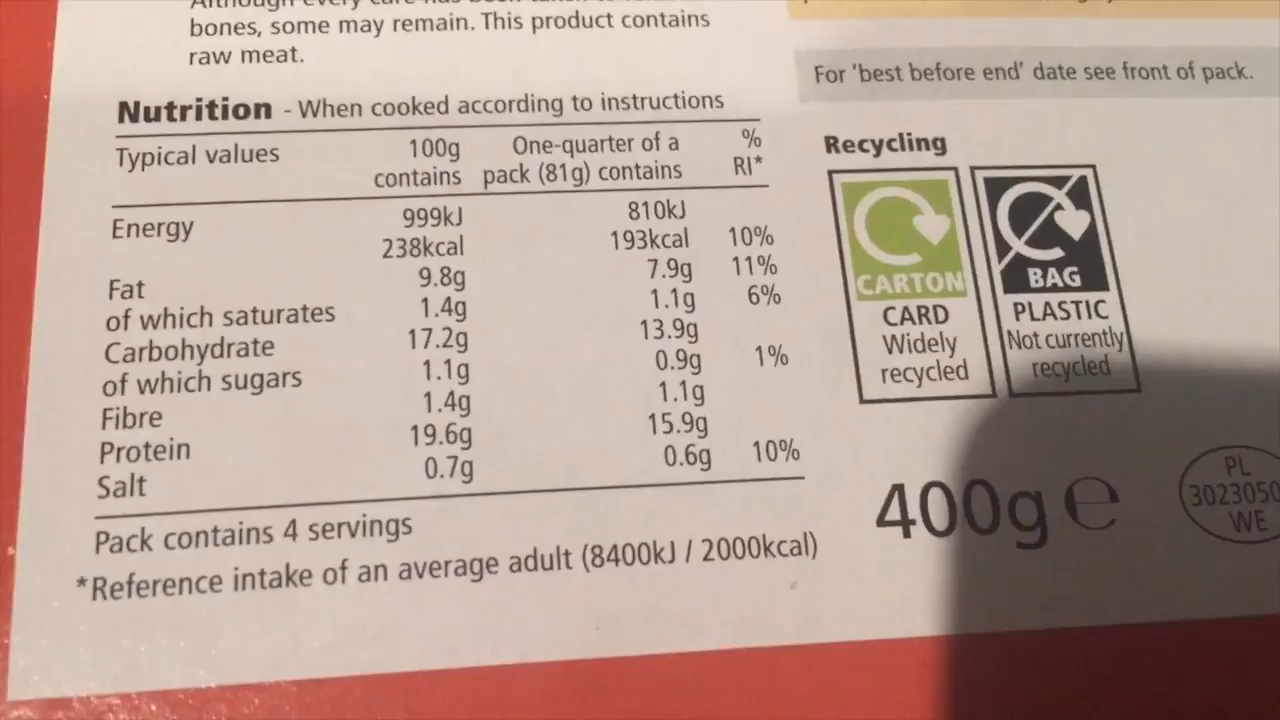 bones, some may remain. This product contains
raw meat.
Nutrition - When cooked according to instructions
Typical values 100g contains One-quarter of a pack (81g) contains % RI*
Energy 999kJ 810kJ
238kcal 193kcal 10%
Fat 9.8g 7.9g 11%
of which saturates 1.4g 1.1g 6%
Carbohydrate 17.2g 13.9g
of which sugars 1.1g 0.9g 1%
Fibre 1.4g 1.1g
Protein 19.6g 15.9g
Salt 0.7g 0.6g 10%
Pack contains 4 servings
*Reference intake of an average adult (8400kJ / 2000kcal)
For 'best before end' date see front of pack.
Recycling
CARTON
CARD
Widely
recycled
BAG
PLASTIC
Not currently
recycled
400g e
PL
3023050
WE